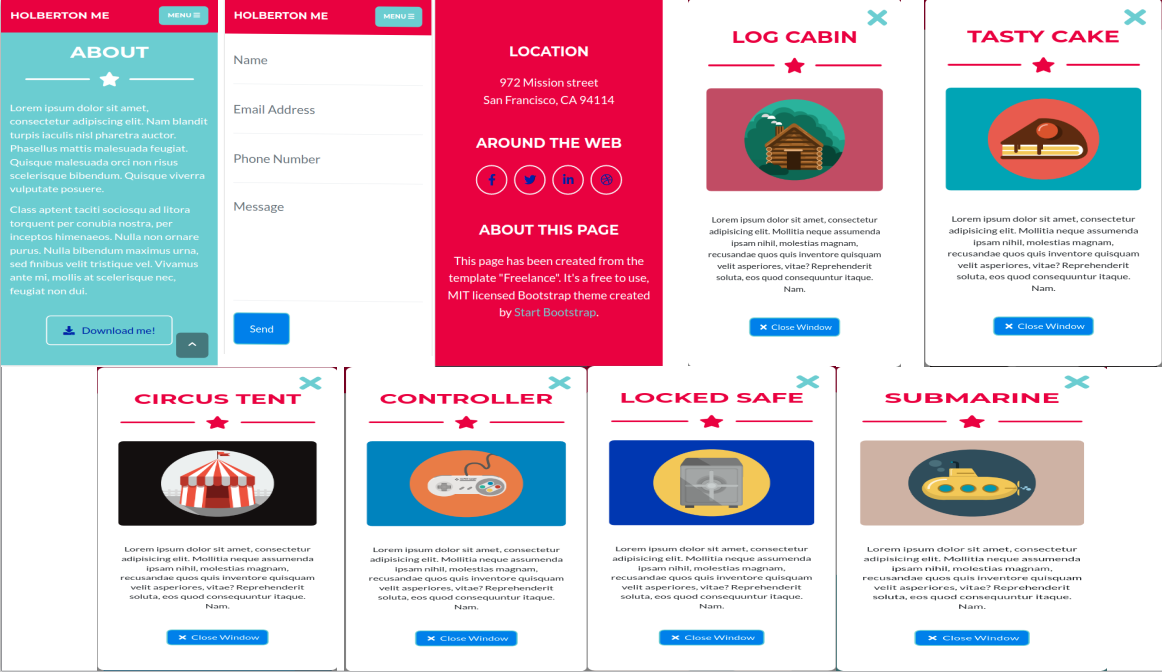 HOLBERTON ME
MENU
ABOUT
Lorem ipsum dolor sit amet,
consectetur adipiscing elit. Nam blandit
turpis iaculis nisl pharetra auctor.
Phasellus mattis malesuada feugiat.
Quisque malesuada orci non risus
scelerisque bibendum. Quisque viverra
vulputate posuere.
Class aptent taciti sociosqu ad litora
torquent per conubia nostra, per
inceptos himenaeos. Nulla non ornare
purus. Nulla bibendum maximus urna,
sed finibus velit tristique vel. Vivamus
ante mi, mollis at scelerisque nec,
feugiat non dui.
Download me!
HOLBERTON ME
MENU
Name
Email Address
Phone Number
Message
Send
LOCATION
972 Mission street
San Francisco, CA 94114
AROUND THE WEB
ABOUT THIS PAGE
This page has been created from the
template "Freelance". It's a free to use,
MIT licensed Bootstrap theme created
by Start Bootstrap.
LOG CABIN
Lorem ipsum dolor sit amet, consectetur
adipisicing elit. Mollitia neque assumenda
ipsam nihil, molestias magnam,
recusandae quos quis inventore quisquam
velit asperiores, vitae? Reprehenderit
soluta, eos quod consequuntur itaque.
Nam.
Close Window
TASTY CAKE
Lorem ipsum dolor sit amet, consectetur
adipisicing elit. Mollitia neque assumenda
ipsam nihil, molestias magnam,
recusandae quos quis inventore quisquam
velit asperiores, vitae? Reprehenderit
soluta, eos quod consequuntur itaque.
Nam.
Close Window
CIRCUS TENT
Lorem ipsum dolor sit amet, consectetur
adipisicing elit. Mollitia neque assumenda
ipsam nihil, molestias magnam,
recusandae quos quis inventore quisquam
velit asperiores, vitae? Reprehenderit
soluta, eos quod consequuntur itaque.
Nam.
Close Window
CONTROLLER
Lorem ipsum dolor sit amet, consectetur
adipisicing elit. Mollitia neque assumenda
ipsam nihil, molestias magnam,
recusandae quos quis inventore quisquam
velit asperiores, vitae? Reprehenderit
soluta, eos quod consequuntur itaque.
Nam.
Close Window
LOCKED SAFE
Lorem ipsum dolor sit amet, consectetur
adipisicing elit. Mollitia neque assumenda
ipsam nihil, molestias magnam,
recusandae quos quis inventore quisquam
velit asperiores, vitae? Reprehenderit
soluta, eos quod consequuntur itaque.
Nam.
Close Window
SUBMARINE
Lorem ipsum dolor sit amet, consectetur
adipisicing elit. Mollitia neque assumenda
ipsam nihil, molestias magnam,
recusandae quos quis inventore quisquam
velit asperiores, vitae? Reprehenderit
soluta, eos quod consequuntur itaque.
Nam.
Close Window